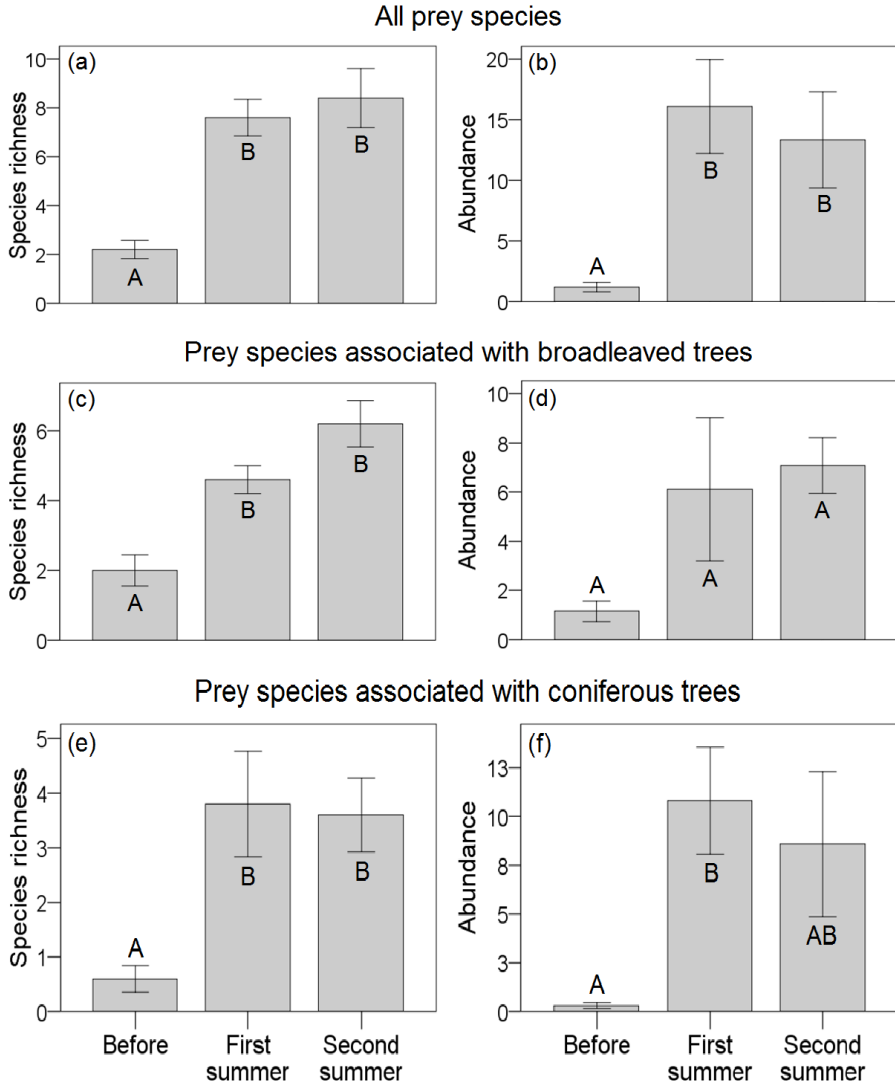 All prey species
(a)
Species richness
10
8
6
4
2
0
A
B
B
(b)
Abundance
20
15
10
5
0
A
B
B
Prey species associated with broadleaved trees
(c)
Species richness
6
4
2
0
A
B
B
(d)
Abundance
10
8
6
4
2
0
A
A
A
Prey species associated with coniferous trees
(e)
Species richness
5
4
3
2
1
0
A
B
B
Before
First
summer
Second
summer
(f)
Abundance
13
10
8
5
3
0
A
B
AB
Before
First
summer
Second
summer